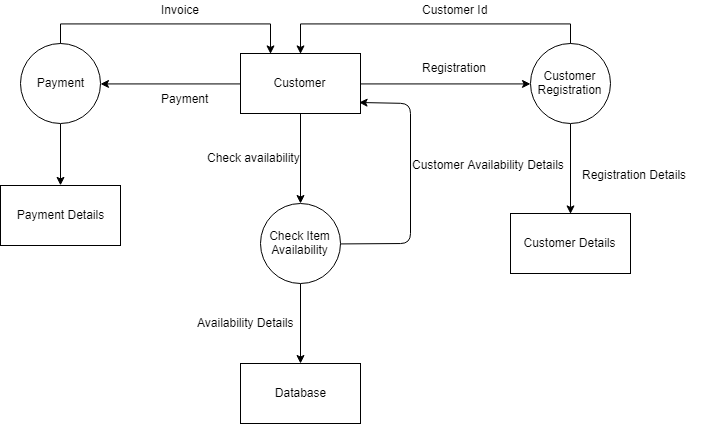 Invoice
Customer Id
Payment
Customer
Registration
Customer
Registration
Payment
Check availability
Customer Availability Details
Registration Details
Payment Details
Check Item
Availability
Customer Details
Availability Details
Database